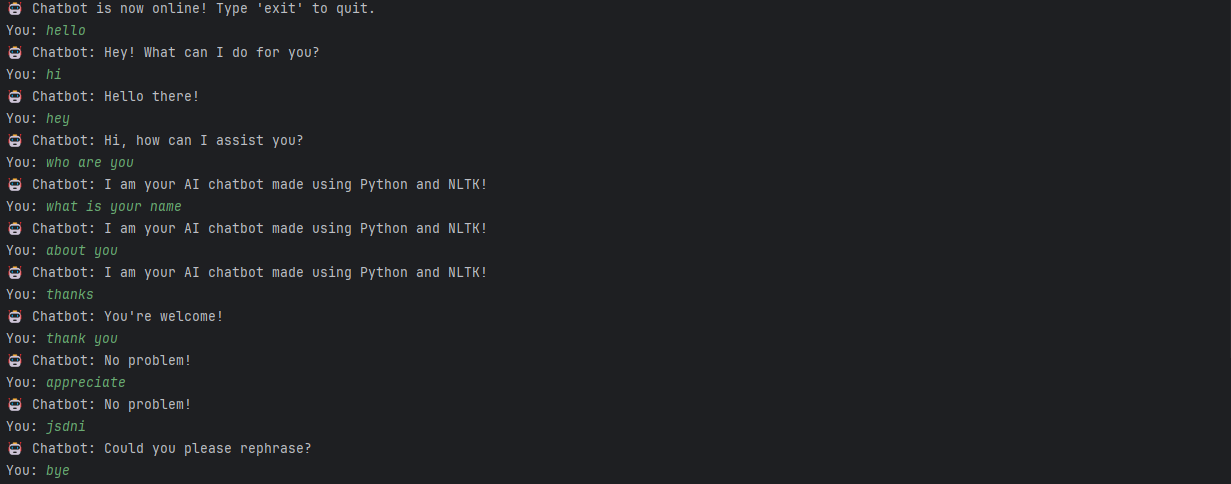 🤖 Chatbot is now online! Type 'exit' to quit.
You: hello
🤖 Chatbot: Hey! What can I do for you?
You: hi
🤖 Chatbot: Hello there!
You: hey
🤖 Chatbot: Hi, how can I assist you?
You: who are you
🤖 Chatbot: I am your AI chatbot made using Python and NLTK!
You: what is your name
🤖 Chatbot: I am your AI chatbot made using Python and NLTK!
You: about you
🤖 Chatbot: I am your AI chatbot made using Python and NLTK!
You: thanks
🤖 Chatbot: You're welcome!
You: thank you
🤖 Chatbot: No problem!
You: appreciate
🤖 Chatbot: No problem!
You: jsdni
🤖 Chatbot: Could you please rephrase?
You: bye